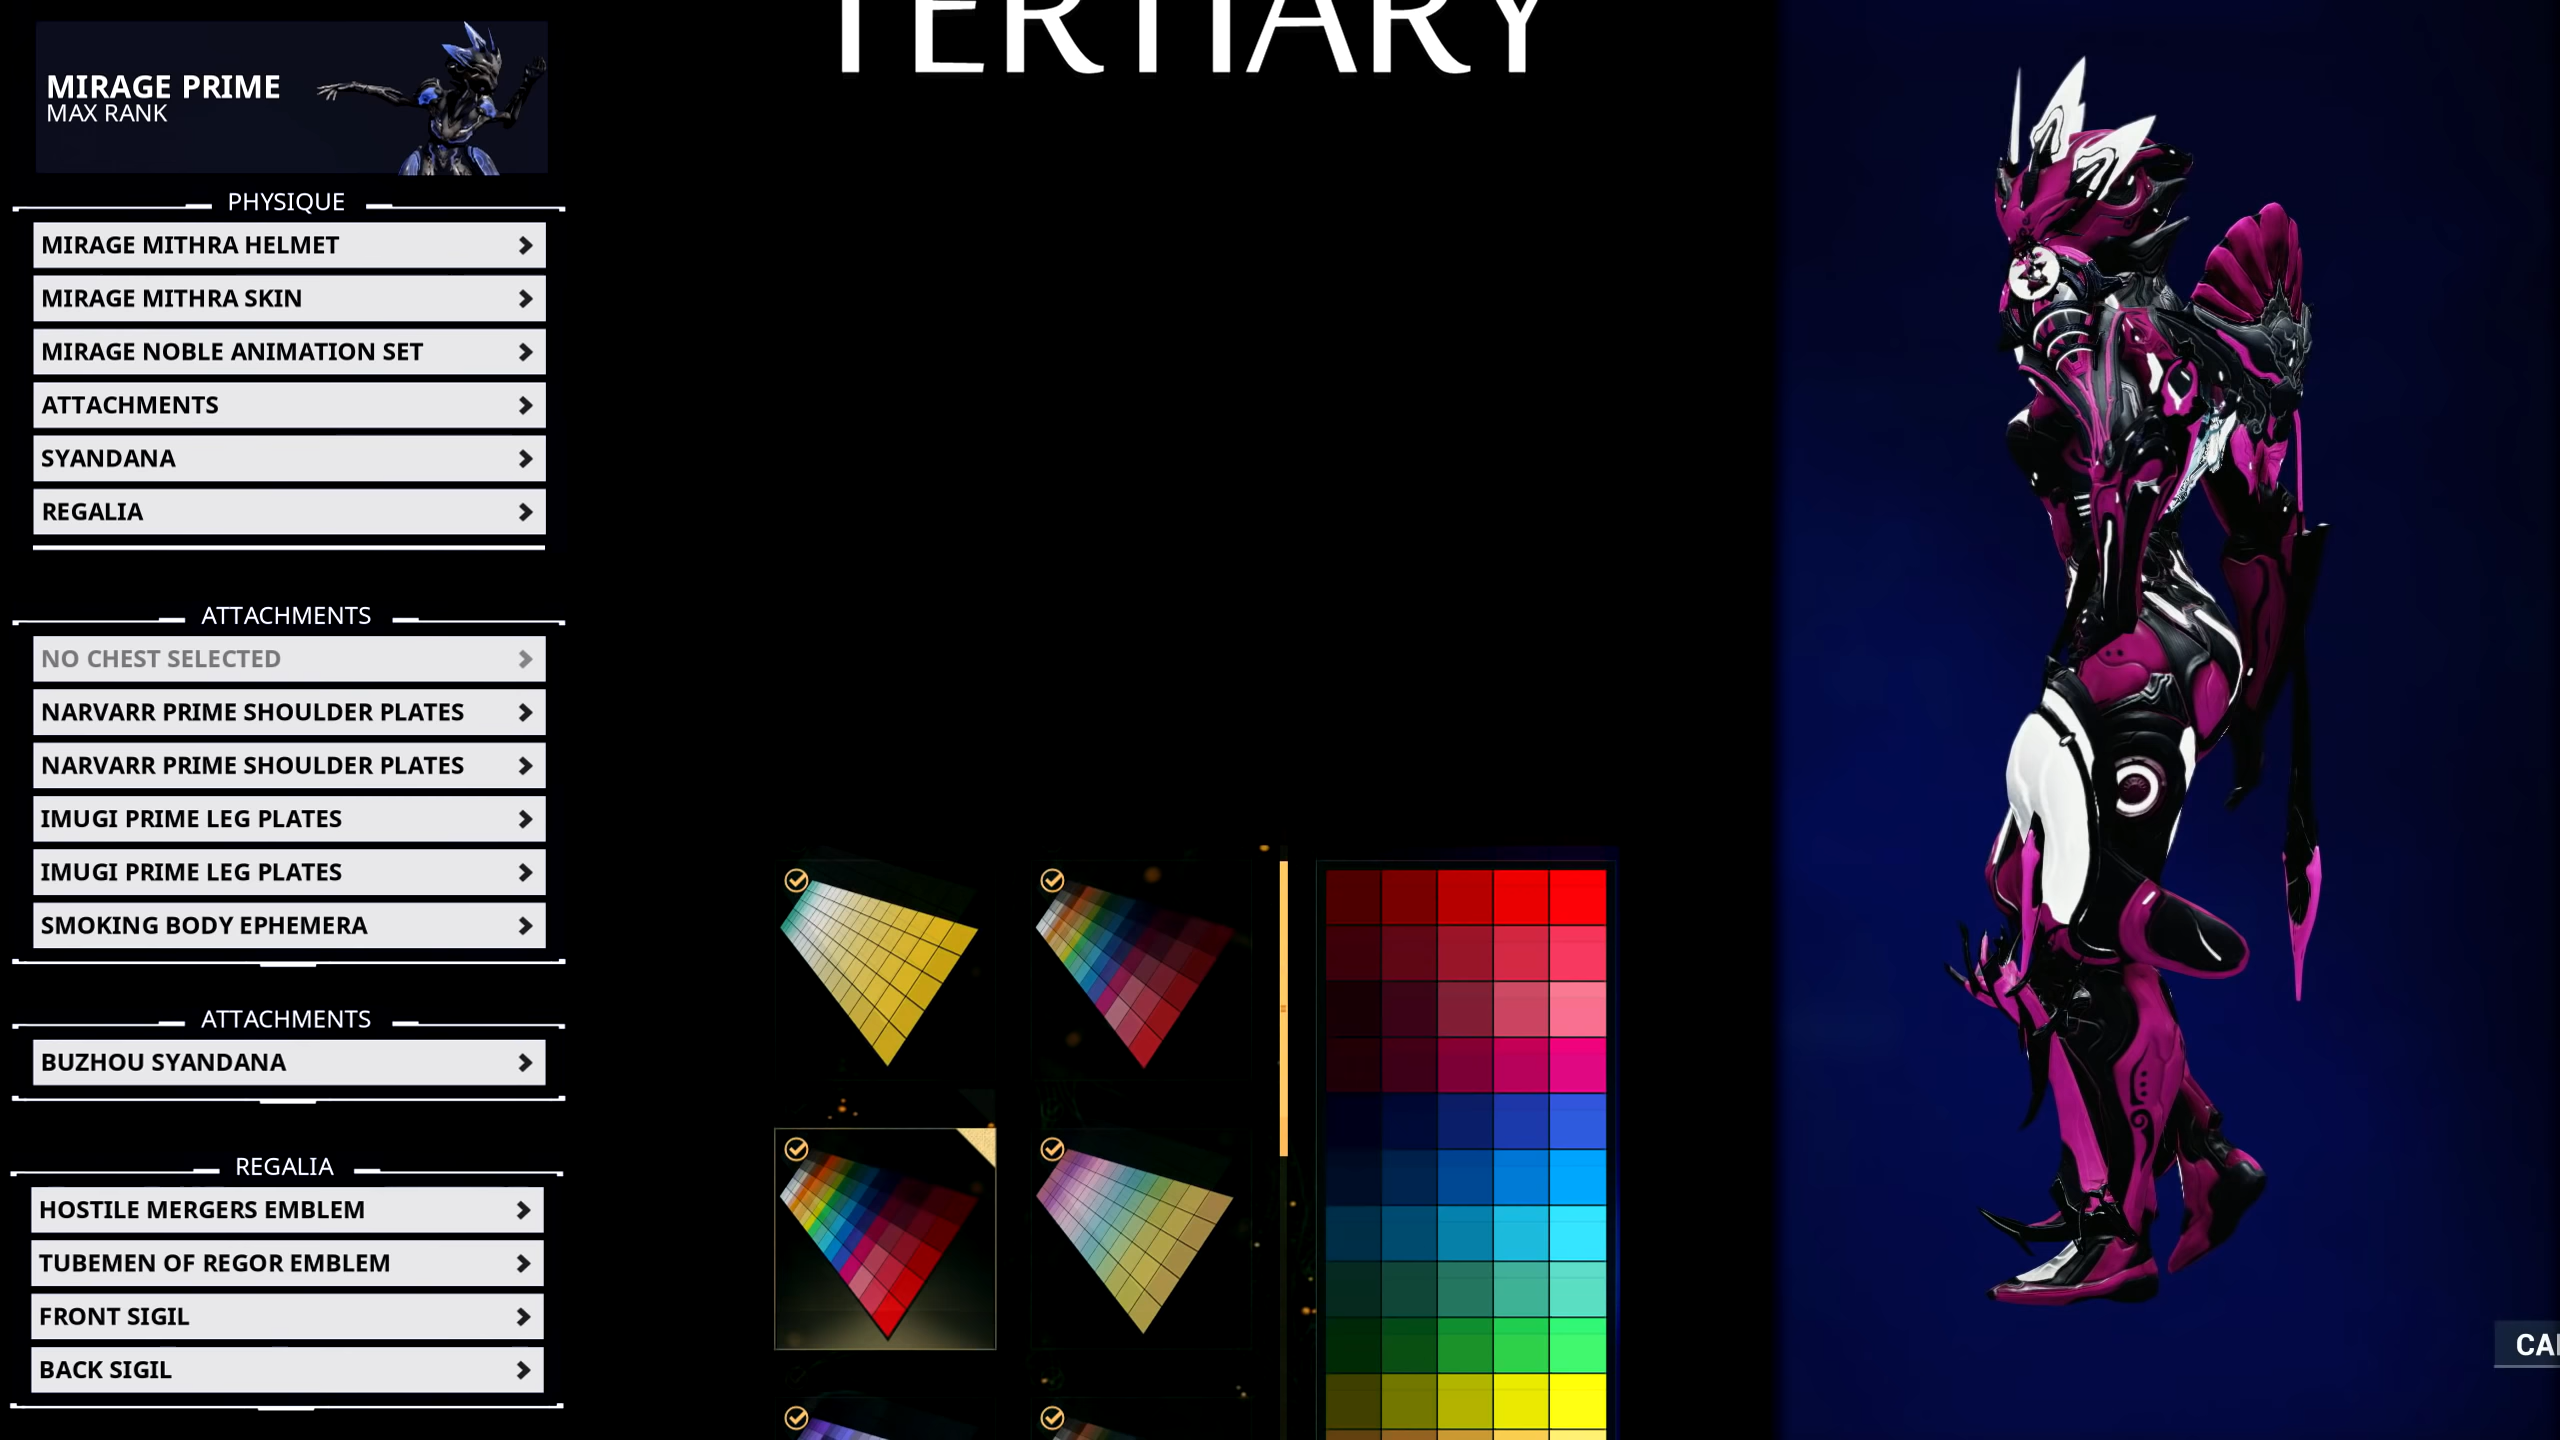 TERTIARY
MIRAGE PRIME
MAX RANK
PHYSIQUE
MIRAGE MITHRA HELMET
MIRAGE MITHRA SKIN
MIRAGE NOBLE ANIMATION SET
ATTACHMENTS
SYANDANA
REGALIA
ATTACHMENTS
NO CHEST SELECTED
NARVARR PRIME SHOULDER PLATES
NARVARR PRIME SHOULDER PLATES
IMUGI PRIME LEG PLATES
IMUGI PRIME LEG PLATES
SMOKING BODY EPHEMERA
ATTACHMENTS
BUZHOU SYANDANA
REGALIA
HOSTILE MERGERS EMBLEM
TUBEMEN OF REGOR EMBLEM
FRONT SIGIL
BACK SIGIL